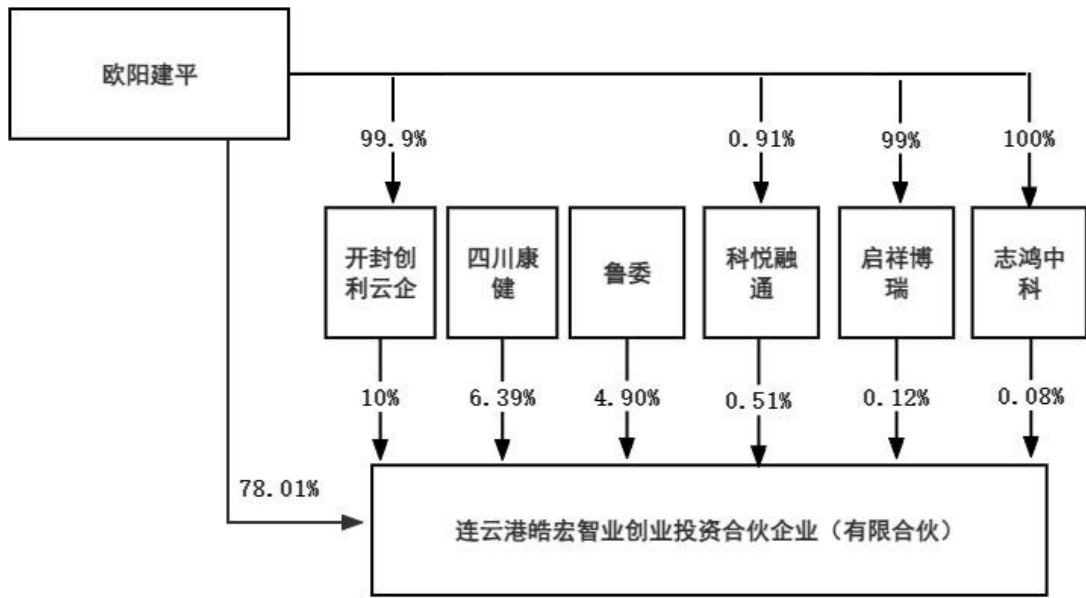 欧阳建平
99.9%
0.91%
99%
100%
开封创
利云企
四川康
健
鲁委
科悦融
通
启祥博
瑞
志鸿中
科
10%
6.39%
4.90%
0.51%
0.12%
0.08%
78.01%
连云港皓宏智业创业投资合伙企业（有限合伙）